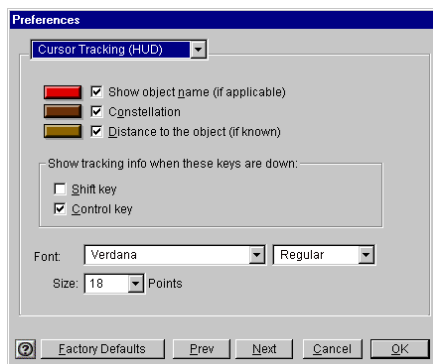 Preferences
Cursor Tracking (HUD)
Show object name (if applicable)
Constellation
Distance to the object (if known)
Show tracking info when these keys are down:
Shift key
Control key
Font: Verdana Regular
Size: 18 Points
? Factory Defaults Prev Next Cancel OK